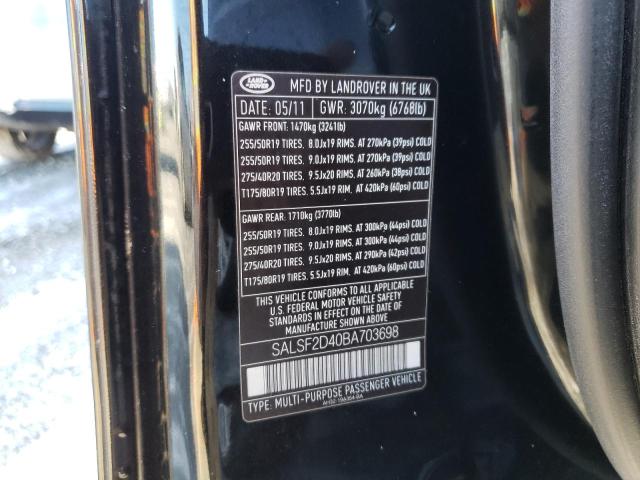 LAND-
ROVER
MFD BY LANDROVER IN THE UK
DATE: 05/11 GWR: 3070kg (6768lb)
GAWR FRONT: 1470kg (3241lb)
255/50R19 TIRES. 8.0Jx19 RIMS. AT 270kPa (39psi) COLD
255/50R19 TIRES. 9.0Jx19 RIMS. AT 270kPa (39psi) COLD
275/40R20 TIRES. 9.5Jx20 RIMS. AT 260kPa (38psi) COLD
T175/80R19 TIRES. 5.5Jx19 RIM. AT 420kPa (60psi) COLD
GAWR REAR: 1710kg (3770lb)
255/50R19 TIRES. 8.0Jx19 RIMS. AT 300kPa (44psi) COLD
255/50R19 TIRES. 9.0Jx19 RIMS. AT 300kPa (44psi) COLD
275/40R20 TIRES. 9.5Jx20 RIMS. AT 290kPa (42psi) COLD
T175/80R19 TIRES. 5.5Jx19 RIM. AT 420kPa (60psi) COLD
THIS VEHICLE CONFORMS TO ALL APPLICABLE
U.S. FEDERAL MOTOR VEHICLE SAFETY
AND THEFT PREVENTION STANDARDS IN EFFECT
ON THE DATE OF MANUFACTURE SHOWN ABOVE.
SALSF2D40BA703698
TYPE: MULTI-PURPOSE PASSENGER VEHICLE